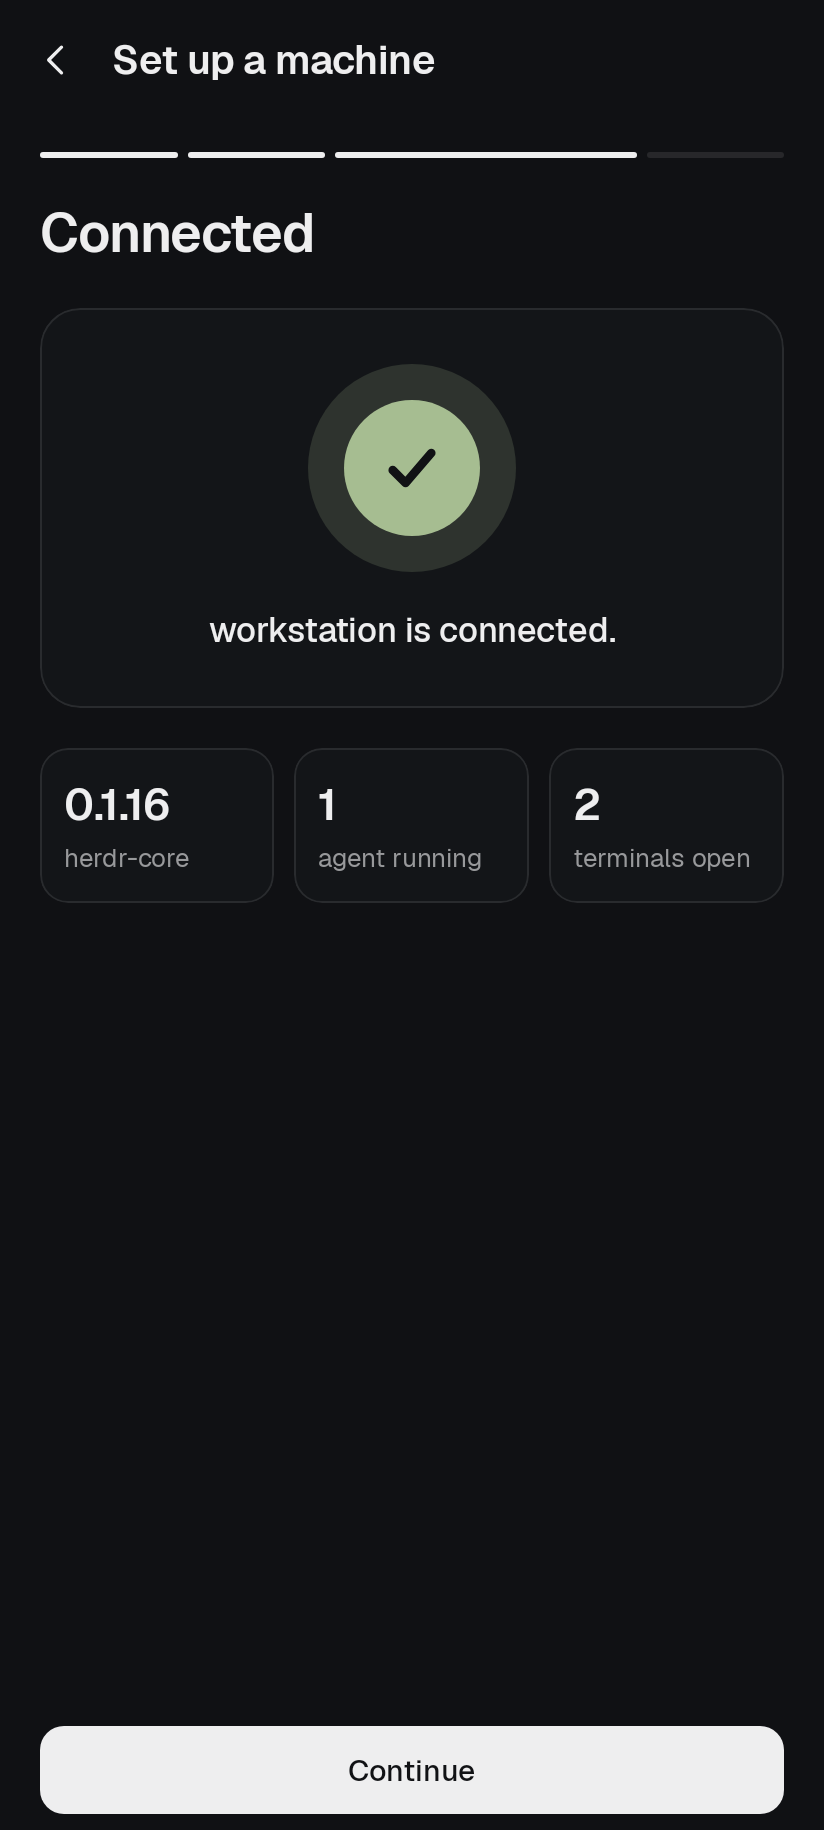 Set up a machine
Connected
workstation is connected.
0.1.16
herdr-core
1
agent running
2
terminals open
Continue